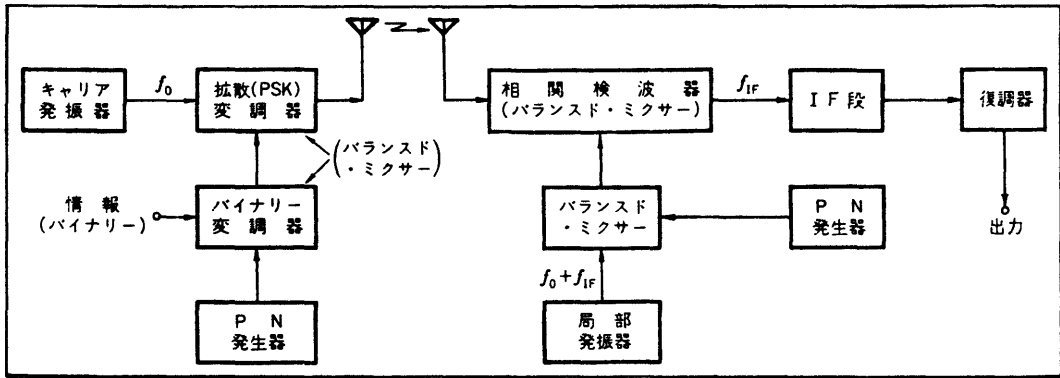 キャリア
発振器
f₀
拡散(PSK)
変調器
(バランスド
・ミクサー)
情報
(バイナリー)
バイナリー
変調器
PN
発生器
相関検波器
(バランスド・ミクサー)
f_IF
IF段
復調器
出力
バランスド
・ミクサー
PN
発生器
f₀+f_IF
局部
発振器